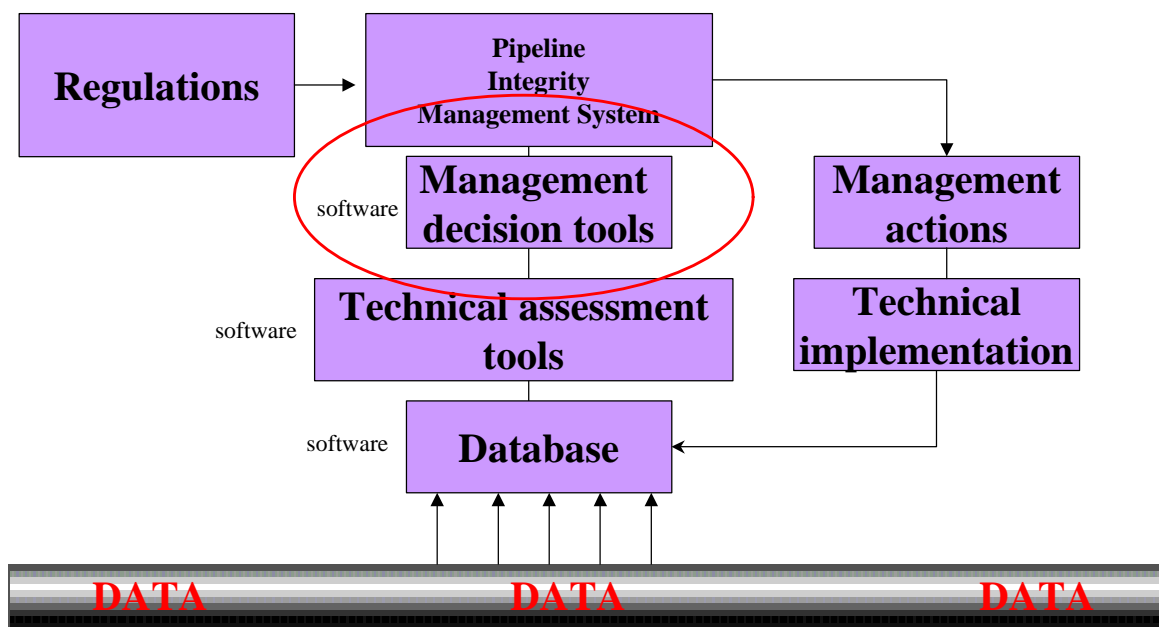 Regulations
Pipeline
Integrity
Management System
software
Management
decision tools
Management
actions
software
Technical assessment
tools
Technical
implementation
software
Database
DATA
DATA
DATA